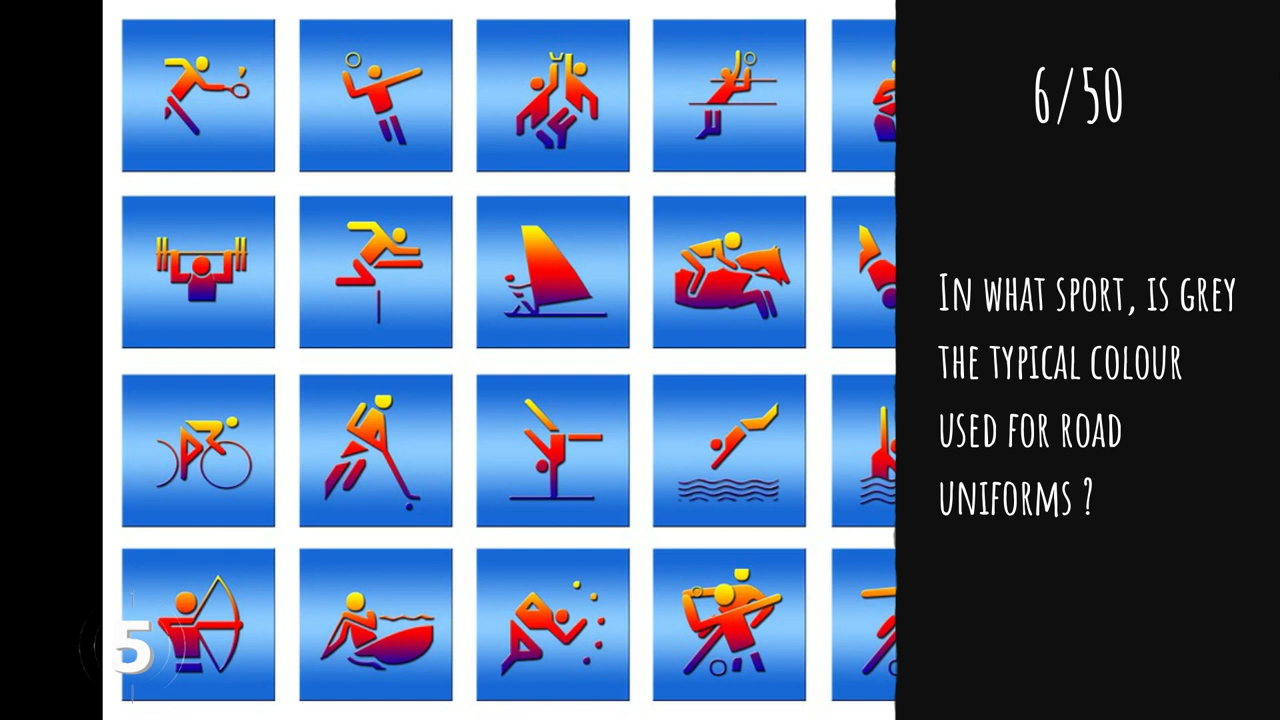 6/50
In what sport, is grey
the typical colour
used for road
uniforms ?
5